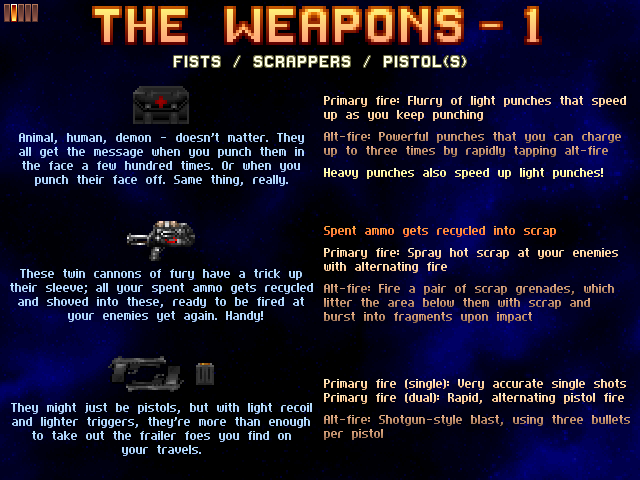 THE WEAPONS - 1
FISTS / SCRAPPERS / PISTOL(S)
Animal, human, demon - doesn't matter. They
all get the message when you punch them in
the face a few hundred times. Or when you
punch their face off. Same thing, really.
Primary fire: Flurry of light punches that speed
up as you keep punching
Alt-fire: Powerful punches that you can charge
up to three times by rapidly tapping alt-fire
Heavy punches also speed up light punches!
These twin cannons of fury have a trick up
their sleeve; all your spent ammo gets recycled
and shoved into these, ready to be fired at
your enemies yet again. Handy!
Spent ammo gets recycled into scrap
Primary fire: Spray hot scrap at your enemies
with alternating fire
Alt-fire: Fire a pair of scrap grenades, which
litter the area below them with scrap and
burst into fragments upon impact
They might just be pistols, but with light recoil
and lighter triggers, they're more than enough
to take out the frailer foes you find on
your travels.
Primary fire (single): Very accurate single shots
Primary fire (dual): Rapid, alternating pistol fire
Alt-fire: Shotgun-style blast, using three bullets
per pistol